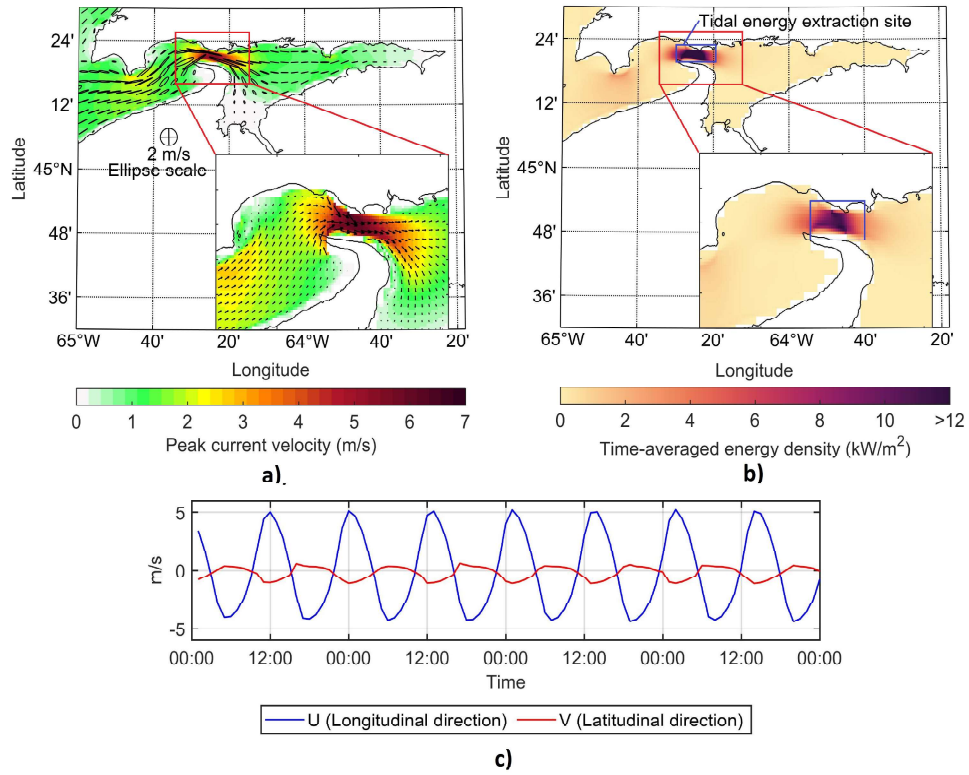 24'
12'
45°N
48'
36'
Latitude
2 m/s
Ellipse scale
65°W
40'
20'
64°W
40'
20'
Longitude
0
1
2
3
4
5
6
7
Peak current velocity (m/s)
a)
Tidal energy extraction site
24'
12'
45°N
48'
36'
Latitude
65°W
40'
20'
64°W
40'
20'
Longitude
0
2
4
6
8
10
>12
Time-averaged energy density (kW/m²)
b)
5
0
-5
m/s
00:00
12:00
00:00
12:00
00:00
12:00
00:00
12:00
00:00
Time
U (Longitudinal direction)
V (Latitudinal direction)
c)